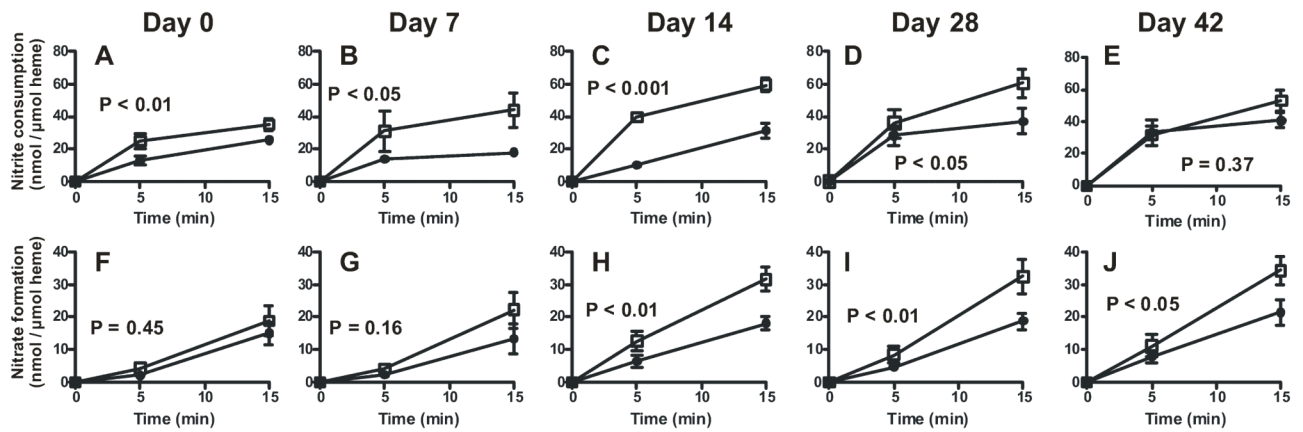 Day 0 Day 7 Day 14 Day 28 Day 42
Nitrite consumption
(nmol / µmol heme)
A
80
60
40
20
0
P < 0.01
0 5 10 15
Time (min)
B
80
60
40
20
0
P < 0.05
0 5 10 15
Time (min)
C
80
60
40
20
0
P < 0.001
0 5 10 15
Time (min)
D
80
60
40
20
0
P < 0.05
0 5 10 15
Time (min)
E
80
60
40
20
0
P = 0.37
0 5 10 15
Time (min)
Nitrate formation
(nmol / µmol heme)
F
40
30
20
10
0
P = 0.45
0 5 10 15
Time (min)
G
40
30
20
10
0
P = 0.16
0 5 10 15
Time (min)
H
40
30
20
10
0
P < 0.01
0 5 10 15
Time (min)
I
40
30
20
10
0
P < 0.01
0 5 10 15
Time (min)
J
40
30
20
10
0
P < 0.05
0 5 10 15
Time (min)